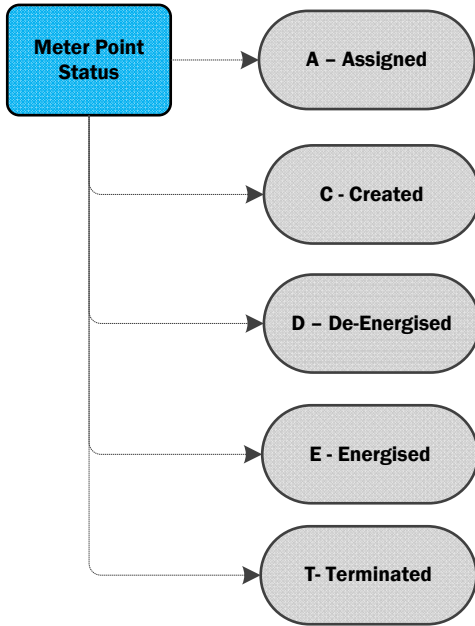 Meter Point
Status
A – Assigned
C - Created
D – De-Energised
E - Energised
T- Terminated